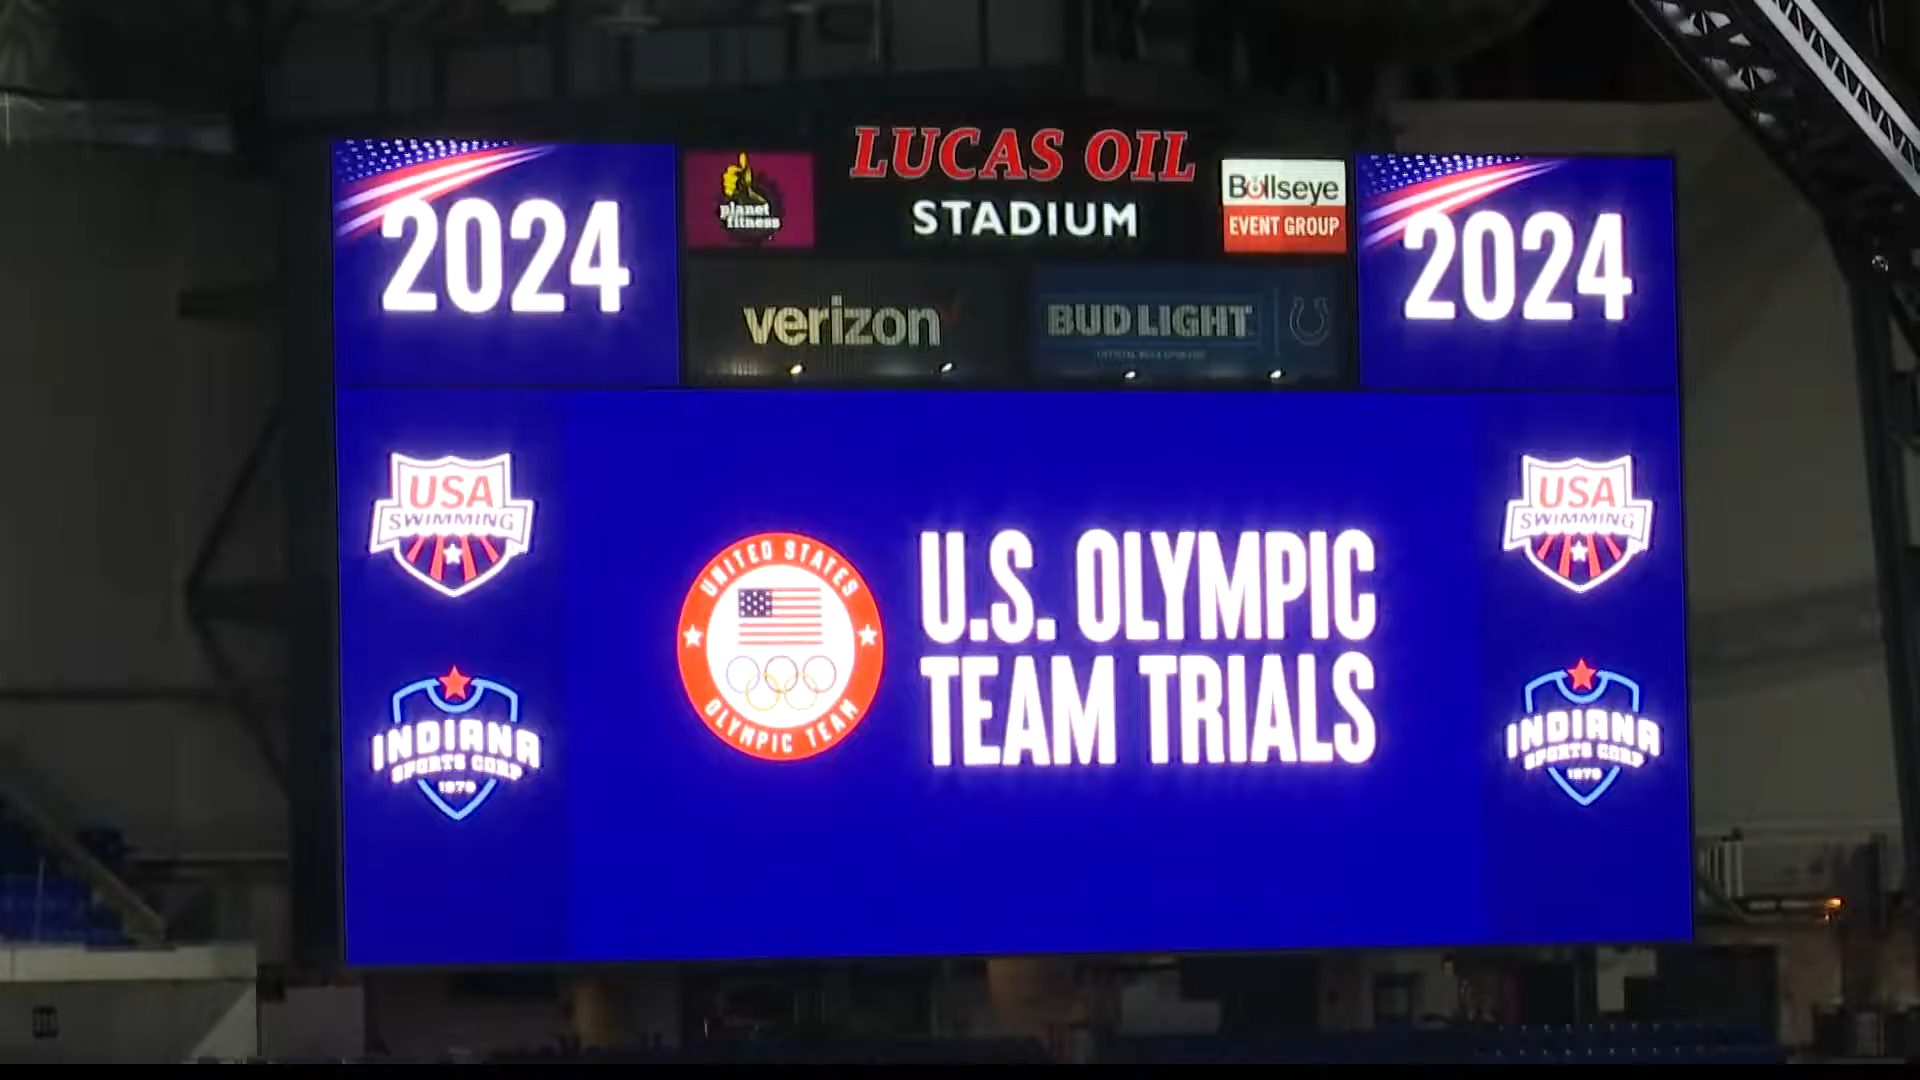 2024
planet
fitness
LUCAS OIL
STADIUM
Bullseye
EVENT GROUP
2024
verizon
BUD LIGHT
USA
SWIMMING
INDIANA
SPORTS CORP
1979
UNITED STATES
OLYMPIC TEAM
U.S. OLYMPIC
TEAM TRIALS
USA
SWIMMING
INDIANA
SPORTS CORP
1979